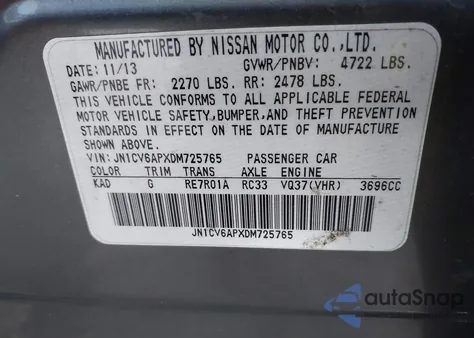 MANUFACTURED BY NISSAN MOTOR CO.,LTD.
DATE: 11/13 GVWR/PNBV: 4722 LBS.
GAWR/PNBE FR: 2270 LBS. RR: 2478 LBS.
THIS VEHICLE CONFORMS TO ALL APPLICABLE FEDERAL
MOTOR VEHICLE SAFETY, BUMPER, AND THEFT PREVENTION
STANDARDS IN EFFECT ON THE DATE OF MANUFACTURE
SHOWN ABOVE.
VIN: JN1CV6APXDM725765 PASSENGER CAR
COLOR TRIM TRANS AXLE ENGINE
KAD G RE7R01A RC33 VQ37(VHR) 3696CC
JN1CV6APXDM725765
autoSnap